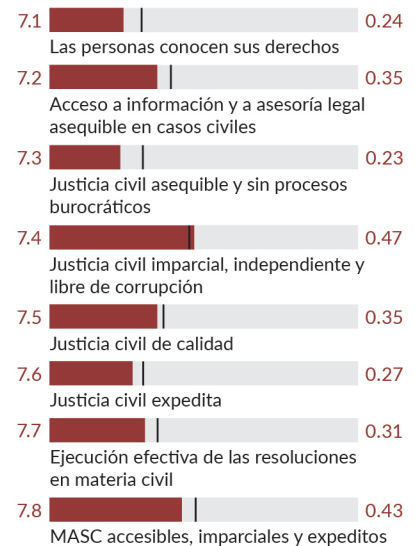 7.1 0.24
Las personas conocen sus derechos
7.2 0.35
Acceso a información y a asesoría legal
asequible en casos civiles
7.3 0.23
Justicia civil asequible y sin procesos
burocráticos
7.4 0.47
Justicia civil imparcial, independiente y
libre de corrupción
7.5 0.35
Justicia civil de calidad
7.6 0.27
Justicia civil expedita
7.7 0.31
Ejecución efectiva de las resoluciones
en materia civil
7.8 0.43
MASC accesibles, imparciales y expeditos